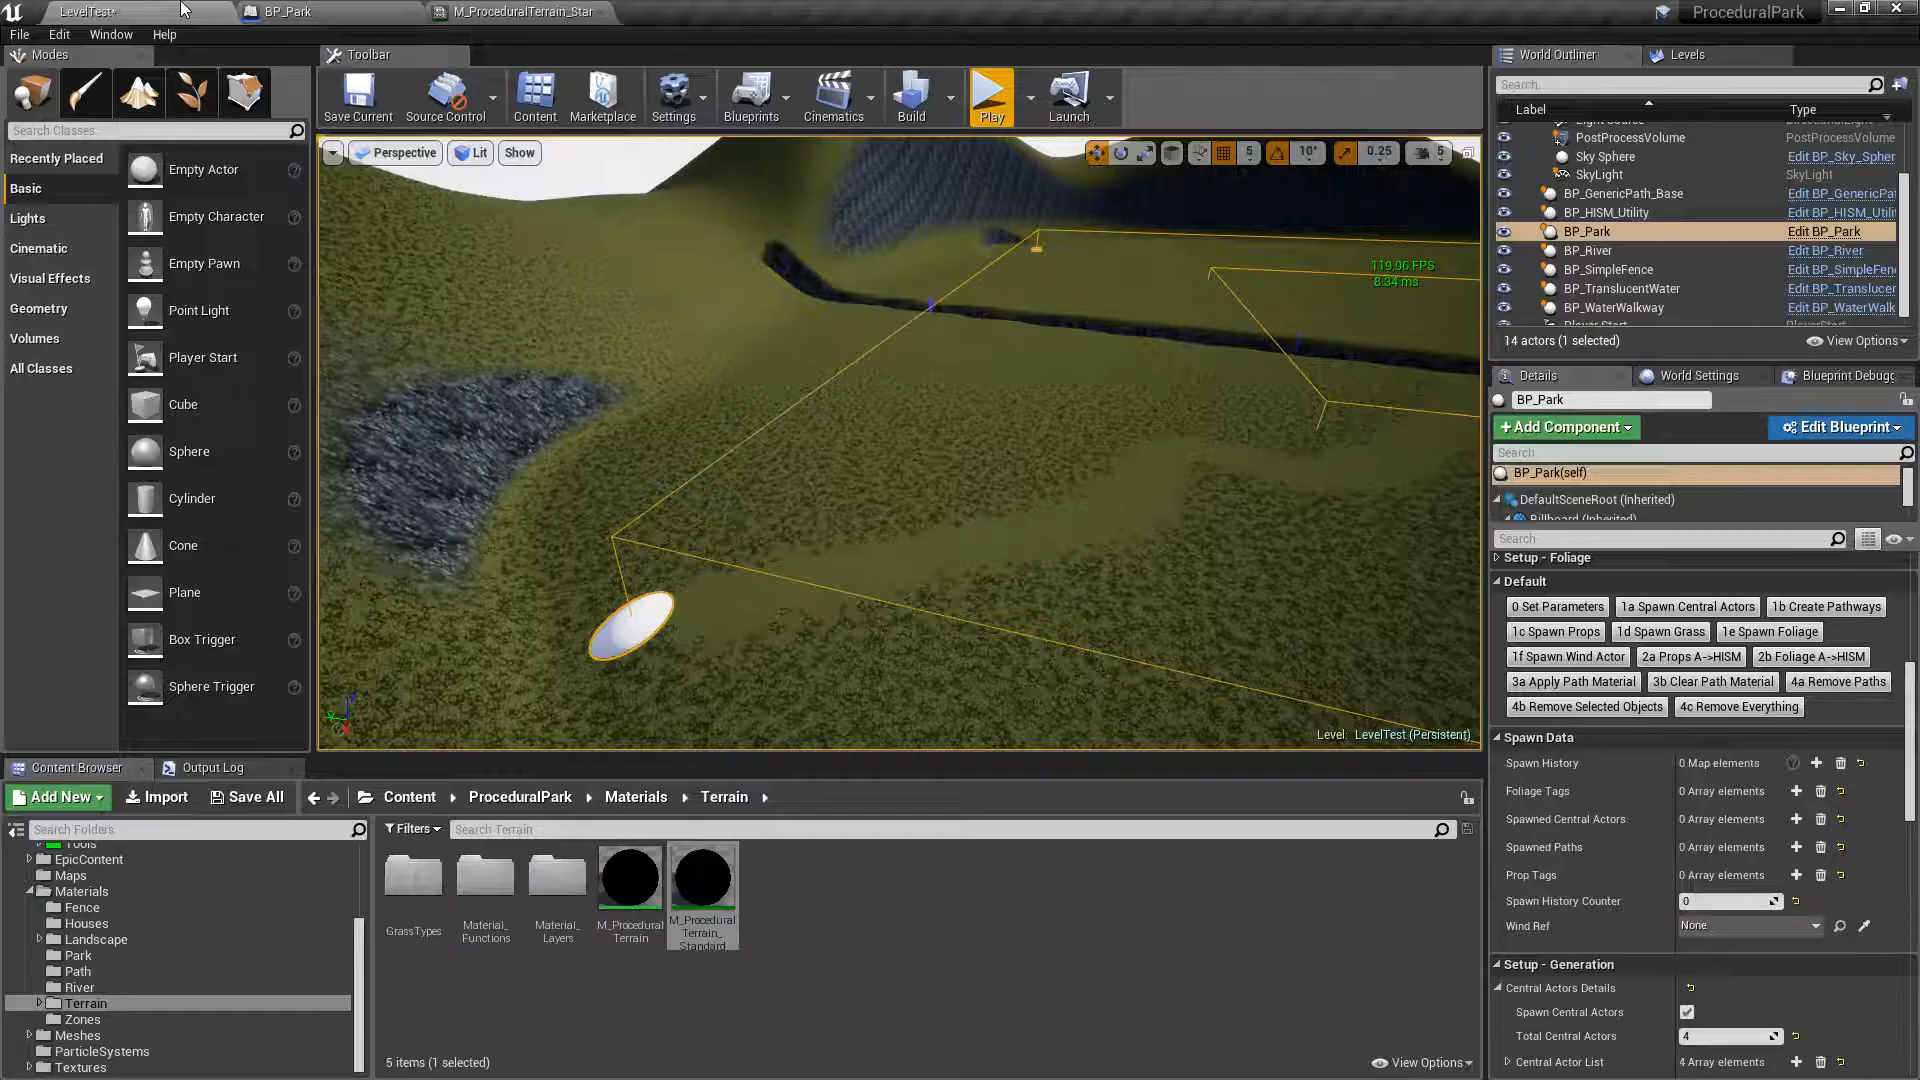 LevelTest*
BP_Park
M_ProceduralTerrain_Star
ProceduralPark
File
Edit
Window
Help
Modes
Toolbar
World Outliner
Levels
Save Current
Source Control
Content
Marketplace
Settings
Blueprints
Cinematics
Build
Play
Launch
Search Classes
Recently Placed
Basic
Lights
Cinematic
Visual Effects
Geometry
Volumes
All Classes
Empty Actor
Empty Character
Empty Pawn
Point Light
Player Start
Cube
Sphere
Cylinder
Cone
Plane
Box Trigger
Sphere Trigger
Perspective
Lit
Show
5
10°
0.25
5
119.96 FPS
8.34 ms
Level: LevelTest (Persistent)
Search..
Label
Type
PostProcessVolume PostProcessVolume
Sky Sphere Edit BP_Sky_Spher
SkyLight SkyLight
BP_GenericPath_Base Edit BP_GenericPat
BP_HISM_Utility Edit BP_HISM_Utilit
BP_Park Edit BP_Park
BP_River Edit BP_River
BP_SimpleFence Edit BP_SimpleFen
BP_TranslucentWater Edit BP_Translucer
BP_WaterWalkway Edit BP_WaterWalk
14 actors (1 selected)
View Options
Details
World Settings
Blueprint Debugg
BP_Park
+Add Component
Edit Blueprint
Search
BP_Park(self)
DefaultSceneRoot (Inherited)
Billboard (Inherited)
Search
Setup - Foliage
Default
0 Set Parameters
1a Spawn Central Actors
1b Create Pathways
1c Spawn Props
1d Spawn Grass
1e Spawn Foliage
1f Spawn Wind Actor
2a Props A->HISM
2b Foliage A->HISM
3a Apply Path Material
3b Clear Path Material
4a Remove Paths
4b Remove Selected Objects
4c Remove Everything
Spawn Data
Spawn History 0 Map elements
Foliage Tags 0 Array elements
Spawned Central Actors 0 Array elements
Spawned Paths 0 Array elements
Prop Tags 0 Array elements
Spawn History Counter 0
Wind Ref None
Setup - Generation
Central Actors Details
Spawn Central Actors
Total Central Actors 4
Central Actor List 4 Array elements
Content Browser
Output Log
Add New
Import
Save All
Content
ProceduralPark
Materials
Terrain
Search Folders
Filters
Search Terrain
Tools
EpicContent
Maps
Materials
Fence
Houses
Landscape
Park
Path
River
Terrain
Zones
Meshes
ParticleSystems
Textures
GrassTypes
Material_
Functions
Material_
Layers
M_Procedural
Terrain
M_Procedural
Terrain_
Standard
5 items (1 selected)
View Options